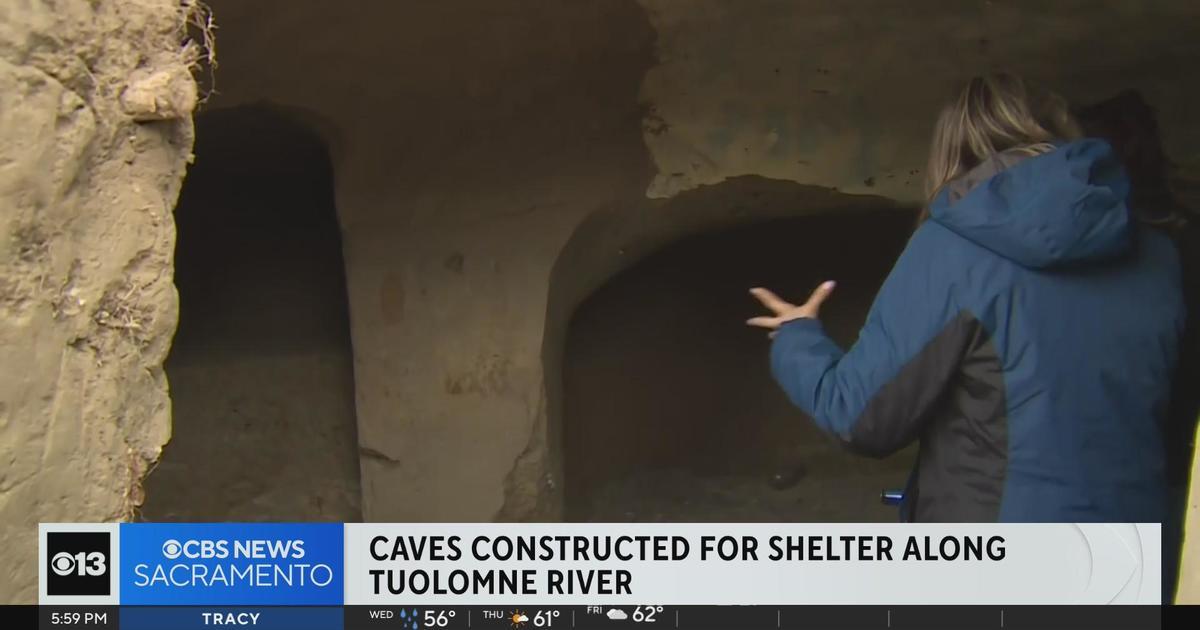 13
CBS NEWS
SACRAMENTO
CAVES CONSTRUCTED FOR SHELTER ALONG
TUOLOMNE RIVER
5:59 PM
TRACY
WED 56°
THU 61°
FRI 62°